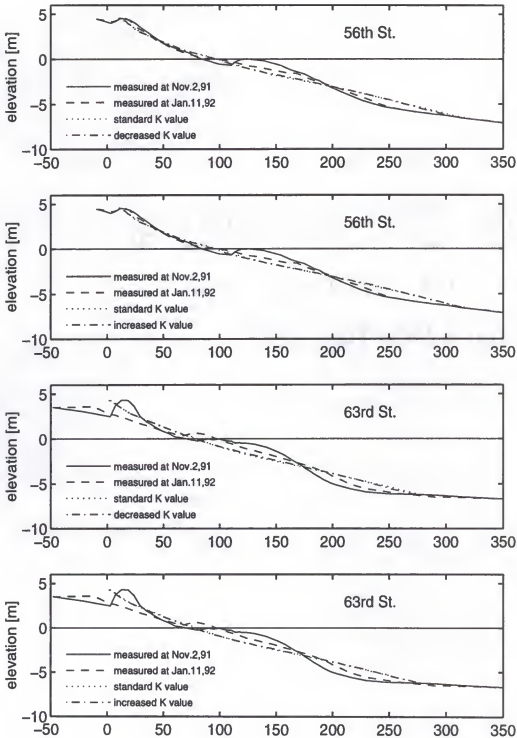 5
56th St.
0
elevation [m]
measured at Nov.2,91
measured at Jan.11,92
−5
standard K value
decreased K value
−10
−50 0 50 100 150 200 250 300 350
5
56th St.
0
elevation [m]
measured at Nov.2,91
measured at Jan.11,92
−5
standard K value
increased K value
−10
−50 0 50 100 150 200 250 300 350
5
63rd St.
0
elevation [m]
measured at Nov.2,91
measured at Jan.11,92
−5
standard K value
decreased K value
−10
−50 0 50 100 150 200 250 300 350
5
63rd St.
0
elevation [m]
measured at Nov.2,91
measured at Jan.11,92
−5
standard K value
increased K value
−10
−50 0 50 100 150 200 250 300 350